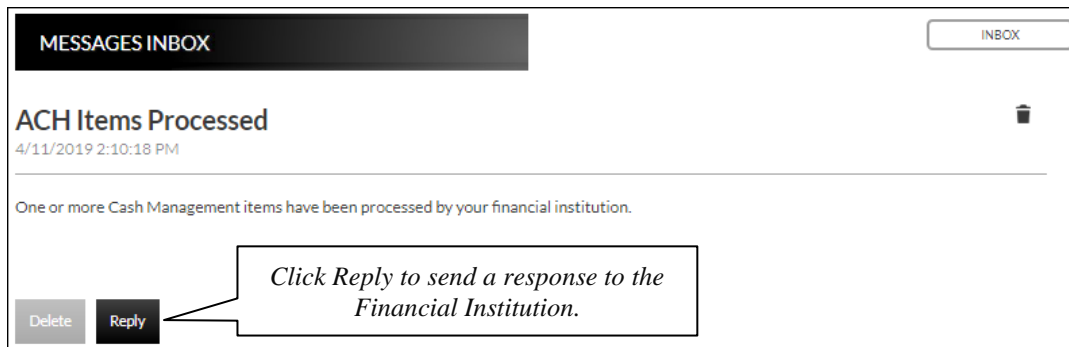 MESSAGES INBOX
INBOX
ACH Items Processed
4/11/2019 2:10:18 PM
One or more Cash Management items have been processed by your financial institution.
Click Reply to send a response to the
Financial Institution.
Delete
Reply